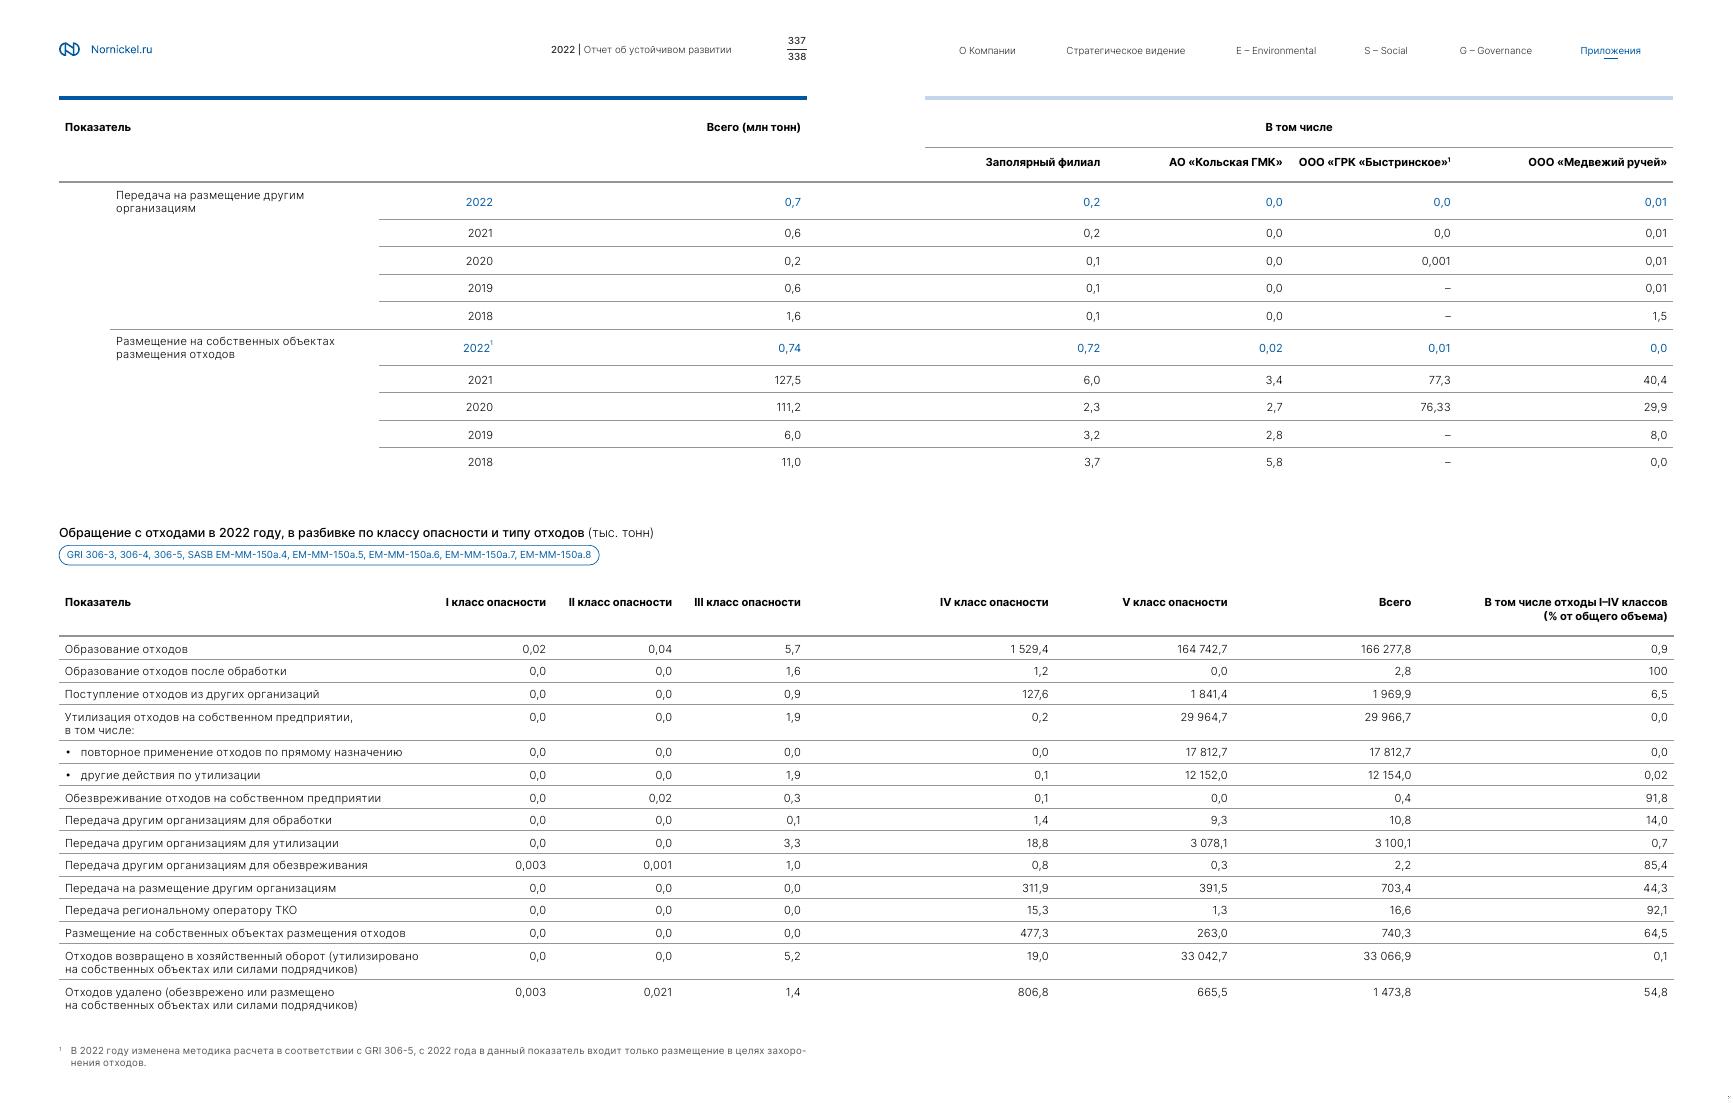 Nornickel.ru
2022 | Отчет об устойчивом развитии
337
338
О Компании Стратегическое видение E – Environmental S – Social G – Governance Приложения
Показатель Всего (млн тонн) В том числе
Заполярный филиал АО «Кольская ГМК» ООО «ГРК «Быстринское»¹ ООО «Медвежий ручей»
Передача на размещение другим
организациям
2022 0,7 0,2 0,0 0,0 0,01
2021 0,6 0,2 0,0 0,0 0,01
2020 0,2 0,1 0,0 0,001 0,01
2019 0,6 0,1 0,0 – 0,01
2018 1,6 0,1 0,0 – 1,5
Размещение на собственных объектах
размещения отходов
2022¹ 0,74 0,72 0,02 0,01 0,0
2021 127,5 6,0 3,4 77,3 40,4
2020 111,2 2,3 2,7 76,33 29,9
2019 6,0 3,2 2,8 – 8,0
2018 11,0 3,7 5,8 – 0,0
Обращение с отходами в 2022 году, в разбивке по классу опасности и типу отходов (тыс. тонн)
GRI 306-3, 306-4, 306-5, SASB EM-MM-150a.4, EM-MM-150a.5, EM-MM-150a.6, EM-MM-150a.7, EM-MM-150a.8
Показатель I класс опасности II класс опасности III класс опасности IV класс опасности V класс опасности Всего В том числе отходы I–IV классов
(% от общего объема)
Образование отходов 0,02 0,04 5,7 1 529,4 164 742,7 166 277,8 0,9
Образование отходов после обработки 0,0 0,0 1,6 1,2 0,0 2,8 100
Поступление отходов из других организаций 0,0 0,0 0,9 127,6 1 841,4 1 969,9 6,5
Утилизация отходов на собственном предприятии, 0,0 0,0 1,9 0,2 29 964,7 29 966,7 0,0
в том числе:
• повторное применение отходов по прямому назначению 0,0 0,0 0,0 0,0 17 812,7 17 812,7 0,0
• другие действия по утилизации 0,0 0,0 1,9 0,1 12 152,0 12 154,0 0,02
Обезвреживание отходов на собственном предприятии 0,0 0,02 0,3 0,1 0,0 0,4 91,8
Передача другим организациям для обработки 0,0 0,0 0,1 1,4 9,3 10,8 14,0
Передача другим организациям для утилизации 0,0 0,0 3,3 18,8 3 078,1 3 100,1 0,7
Передача другим организациям для обезвреживания 0,003 0,001 1,0 0,8 0,3 2,2 85,4
Передача на размещение другим организациям 0,0 0,0 0,0 311,9 391,5 703,4 44,3
Передача региональному оператору ТКО 0,0 0,0 0,0 15,3 1,3 16,6 92,1
Размещение на собственных объектах размещения отходов 0,0 0,0 0,0 477,3 263,0 740,3 64,5
Отходов возвращено в хозяйственный оборот (утилизировано 0,0 0,0 5,2 19,0 33 042,7 33 066,9 0,1
на собственных объектах или силами подрядчиков)
Отходов удалено (обезврежено или размещено 0,003 0,021 1,4 806,8 665,5 1 473,8 54,8
на собственных объектах или силами подрядчиков)
¹ В 2022 году изменена методика расчета в соответствии с GRI 306-5, с 2022 года в данный показатель входит только размещение в целях захоро-
нения отходов.